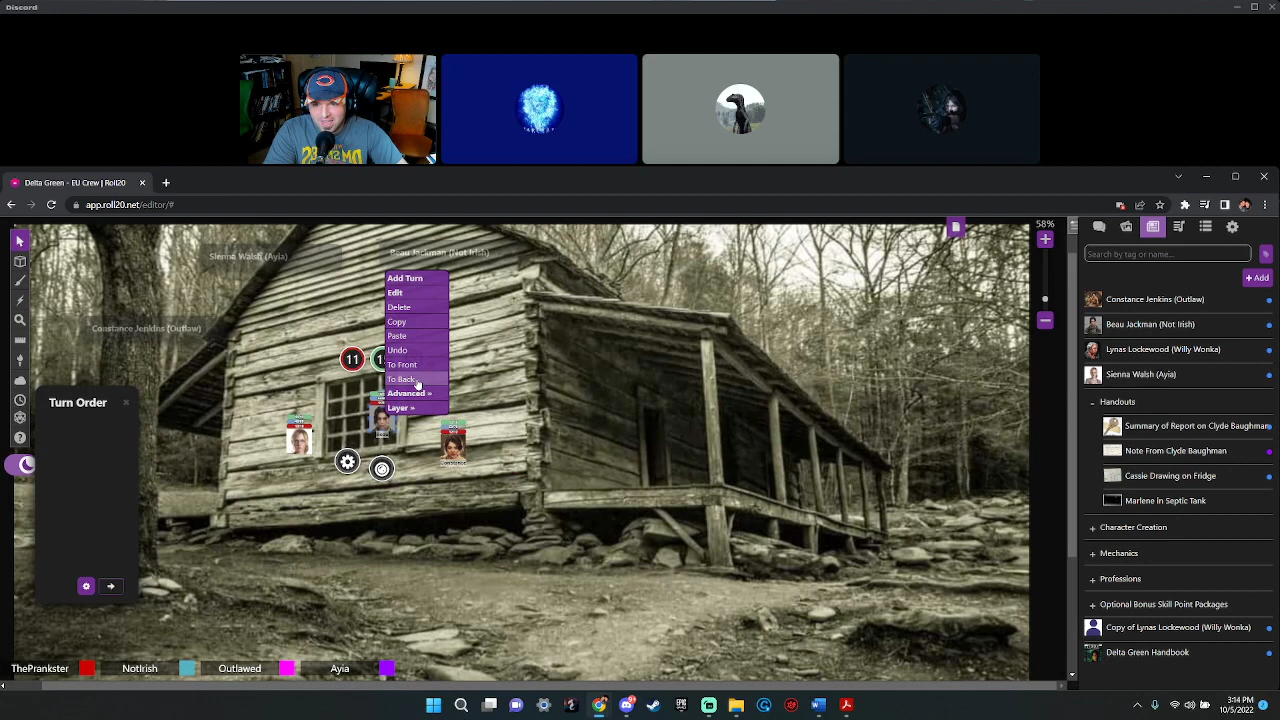 Discord
Delta Green - EU Crew | Roll20
app.roll20.net/editor/#
58%
Sienna Walsh (Ayia)
Beau Jackman (Not Irish)
Constance Jenkins (Outlaw)
Add Turn
Edit
Delete
Copy
Paste
Undo
To Front
To Back
Advanced »
Layer »
11
Constance
Turn Order
ThePrankster
NotIrish
Outlawed
Ayia
Search by tag or name...
+ Add
Constance Jenkins (Outlaw)
Beau Jackman (Not Irish)
Lynas Lockwood (Willy Wonka)
Sienna Walsh (Ayia)
Handouts
Summary Information on Clyde Baughman
Note From Clyde Baughman
Cassie Drawing on Fridge
Marlene in Septic Tank
Character Creation
Mechanics
Professions
Optional Bonus Skill Point Packages
Copy of Lynas Lockwood (Willy Wonka)
Delta Green Handbook
3:14 PM
10/15/2022